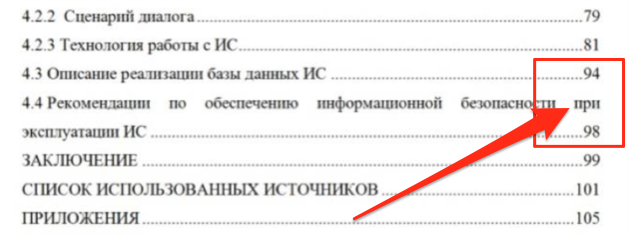 4.2.2 Сценарий диалога.....79
4.2.3 Технология работы с ИС.....81
4.3 Описание реализации базы данных ИС.....94
4.4 Рекомендации по обеспечению информационной безопасности при
эксплуатации ИС.....98
ЗАКЛЮЧЕНИЕ.....99
СПИСОК ИСПОЛЬЗОВАННЫХ ИСТОЧНИКОВ.....101
ПРИЛОЖЕНИЯ.....105